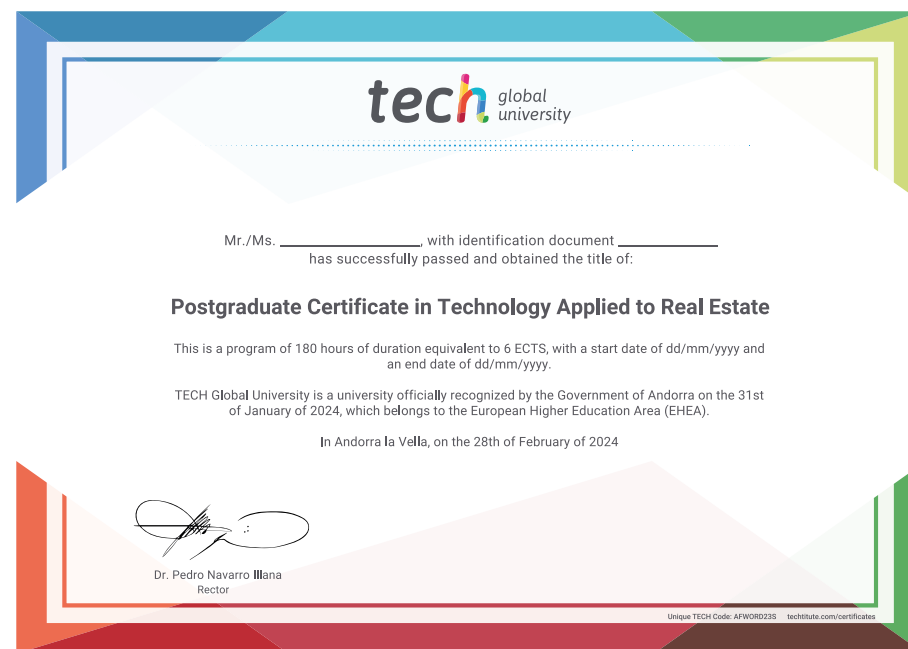 tech global university
Mr./Ms. ____________________, with identification document ______________
has successfully passed and obtained the title of:
Postgraduate Certificate in Technology Applied to Real Estate
This is a program of 180 hours of duration equivalent to 6 ECTS, with a start date of dd/mm/yyyy and
an end date of dd/mm/yyyy.
TECH Global University is a university officially recognized by the Government of Andorra on the 31st
of January of 2024, which belongs to the European Higher Education Area (EHEA).
In Andorra la Vella, on the 28th of February of 2024
Dr. Pedro Navarro Illana
Rector
Unique TECH Code: AFWORD23S techtitute.com/certificates